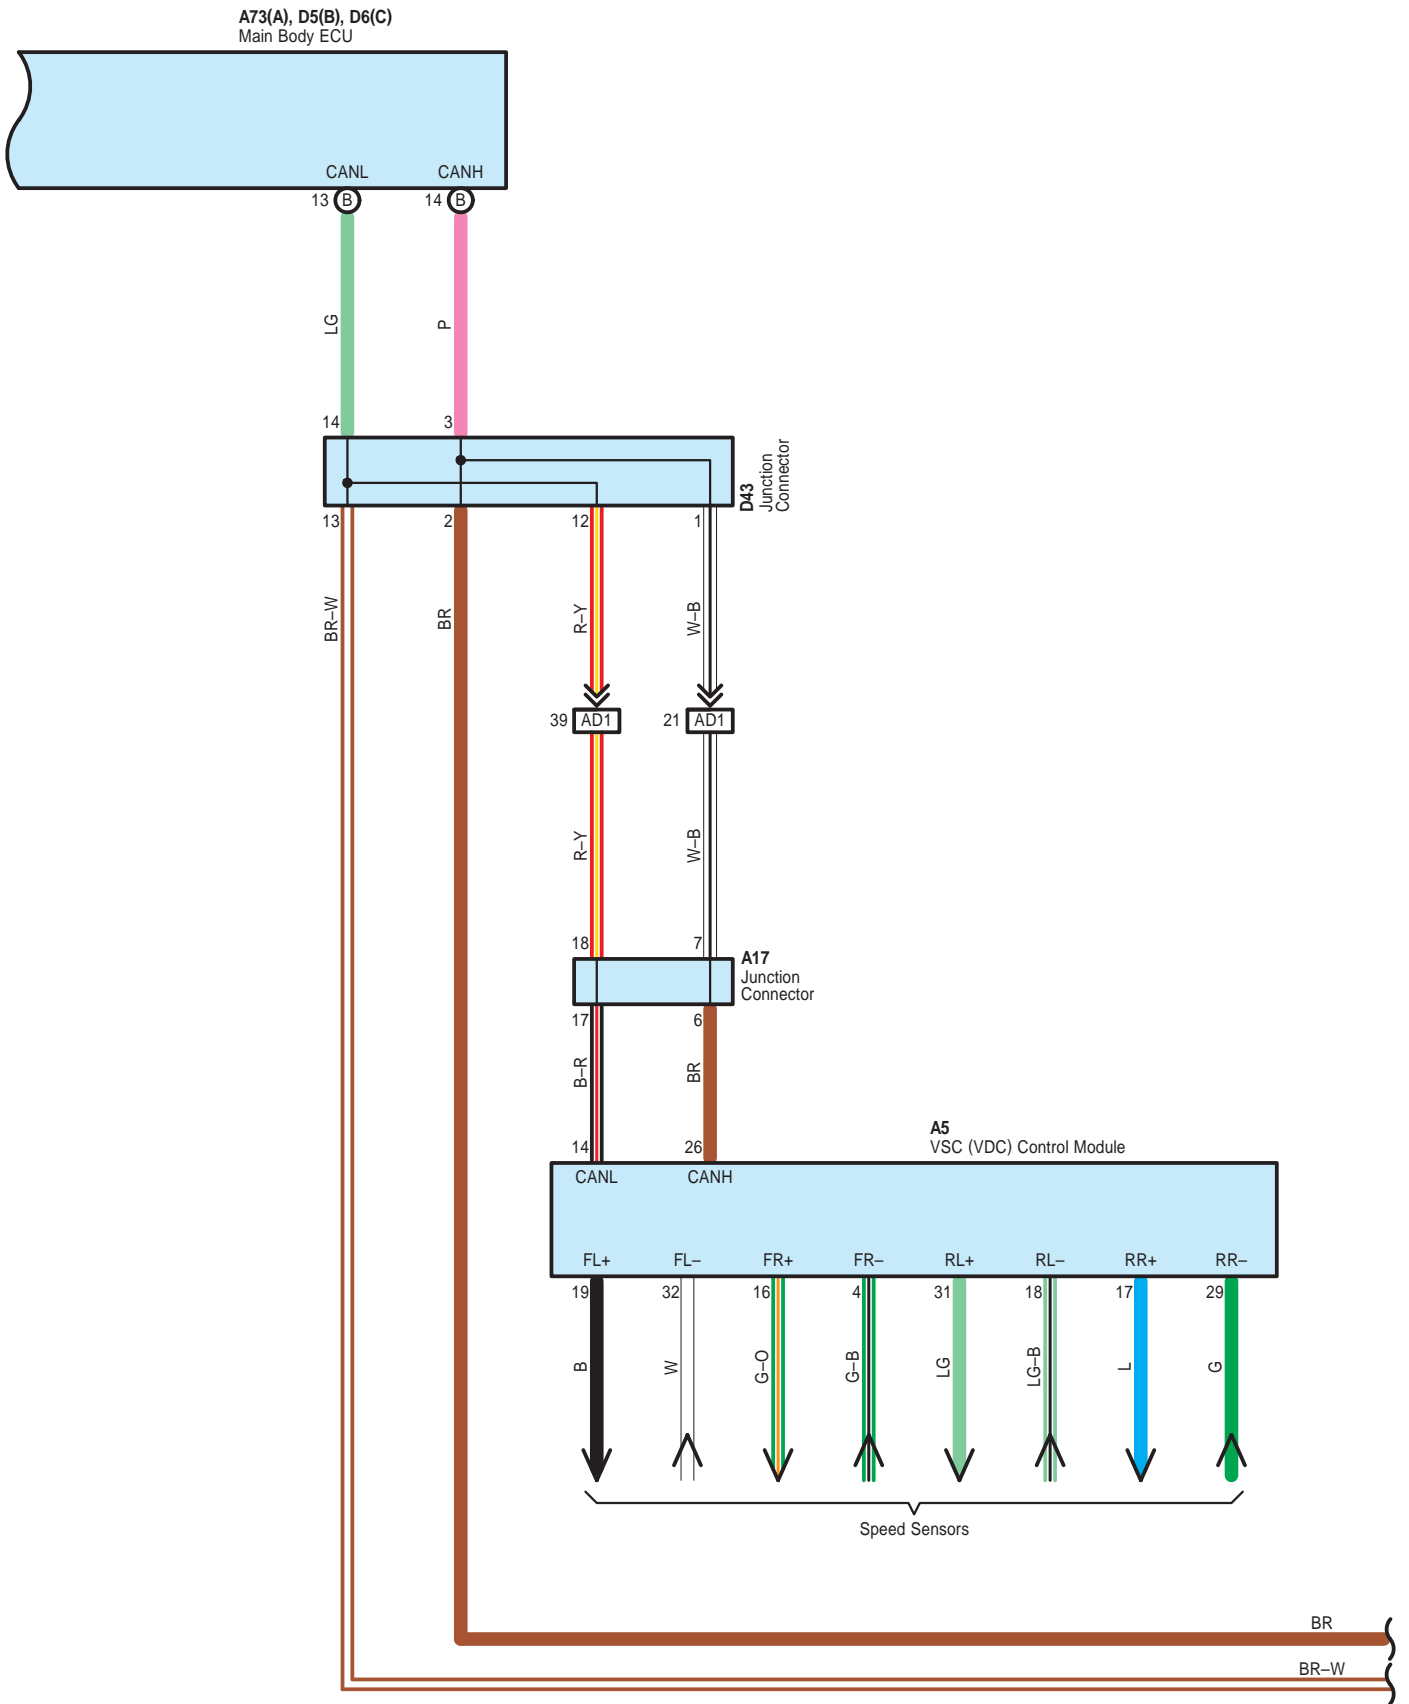 A73(A), D5(B), D6(C)
Main Body ECU
CANL CANH
13 B 14 B
LG P
14 3
D43
Junction
Connector
13 2 12 1
BR–W BR R–Y W–B
39 AD1 21 AD1
R–Y W–B
18 7
A17
Junction
Connector
17 6
B–R BR
A5
VSC (VDC) Control Module
14 26
CANL CANH
FL+ FL– FR+ FR– RL+ RL– RR+ RR–
19 32 16 4 31 18 17 29
B W G–O G–B LG LG–B L G
Speed Sensors
BR
BR–W